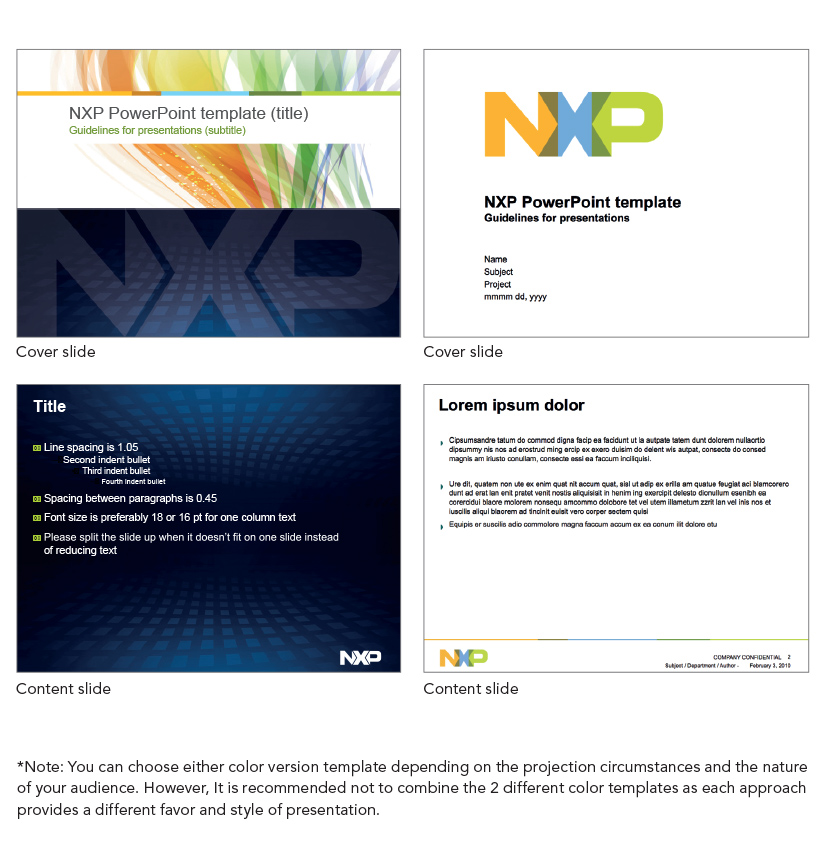 NXP PowerPoint template (title)
Guidelines for presentations (subtitle)
NXP
Cover slide
NXP
NXP PowerPoint template
Guidelines for presentations
Name
Subject
Project
mmmm dd, yyyy
Cover slide
Title
Line spacing is 1.05
Second indent bullet
Third indent bullet
Fourth indent bullet
Spacing between paragraphs is 0.45
Font size is preferably 18 or 16 pt for one column text
Please split the slide up when it doesn't fit on one slide instead
of reducing text
NXP
Content slide
Lorem ipsum dolor
Cipsumsandre tatum do commod digna facip ea facidunt ut la autpate tatem dunt dolorem nullaortio
dipsummy nis nos ad erostrud ming ercip ex exero duisim do delent wis autpat, consecte do consed
magnis am iriusto conullam, consecte essi ea faccum inciliquisi.
Ure dit, quatem non ute ex enim quat nit accum quat, sisl ut adip ex erilla am quatue feugiat aci blamcorero
dunt ad erat lan enit pratet venit nostis aliquisisit in henim ing exercipit delesto dionullum esenibh ea
corercidui blaore molorem nonsequ amcommo dolobore tet vel utem illametum zzrit lan vel inis nos et
iuscilis aliqui blaorem ad tincinit euisit vero corper sectem quisi
Equipis er suscilis adio commolore magna faccum accum ex ea conum ilit dolore etu
NXP
COMPANY CONFIDENTIAL 2
Subject / Department / Author - February 3, 2010
Content slide
*Note: You can choose either color version template depending on the projection circumstances and the nature
of your audience. However, It is recommended not to combine the 2 different color templates as each approach
provides a different favor and style of presentation.